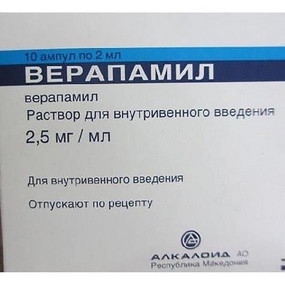 10 ампул по 2 мл
ВЕРАПАМИЛ
верапамил
Раствор для внутривенного введения
2,5 мг / мл
Для внутривенного введения
Отпускают по рецепту
АЛКАЛОИД АО
Республика Македония